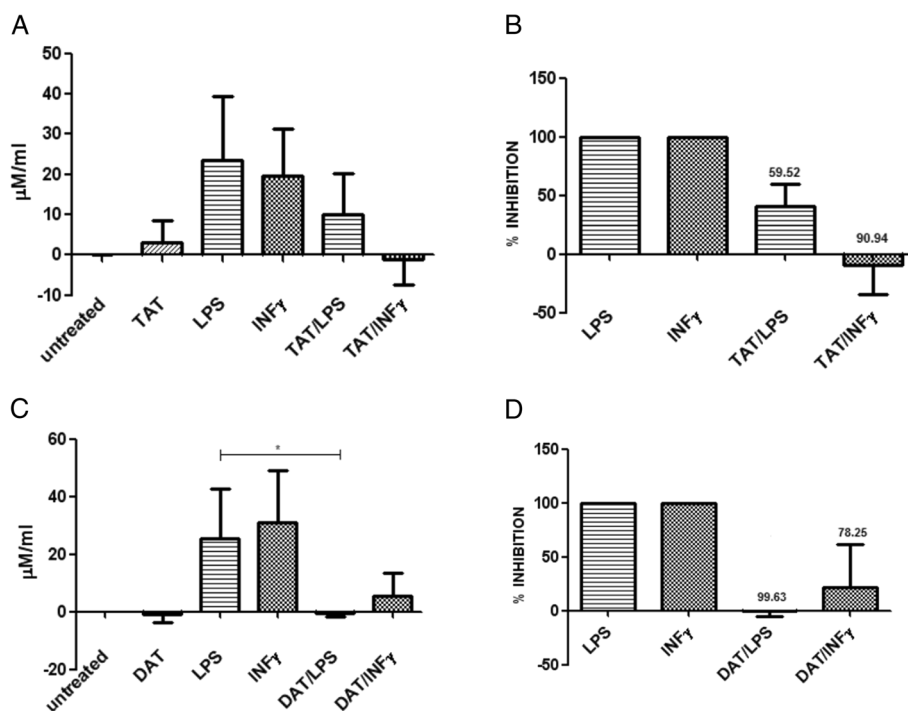 A
50
40
30
20
10
0
-10
μM/ml
untreated
TAT
LPS
INFγ
TAT/LPS
TAT/INFγ
B
150
100
50
0
-50
% INHIBITION
59.52
90.94
LPS
INFγ
TAT/LPS
TAT/INFγ
C
60
40
20
0
-20
μM/ml
*
untreated
DAT
LPS
INFγ
DAT/LPS
DAT/INFγ
D
150
100
50
0
-50
% INHIBITION
99.63
78.25
LPS
INFγ
DAT/LPS
DAT/INFγ